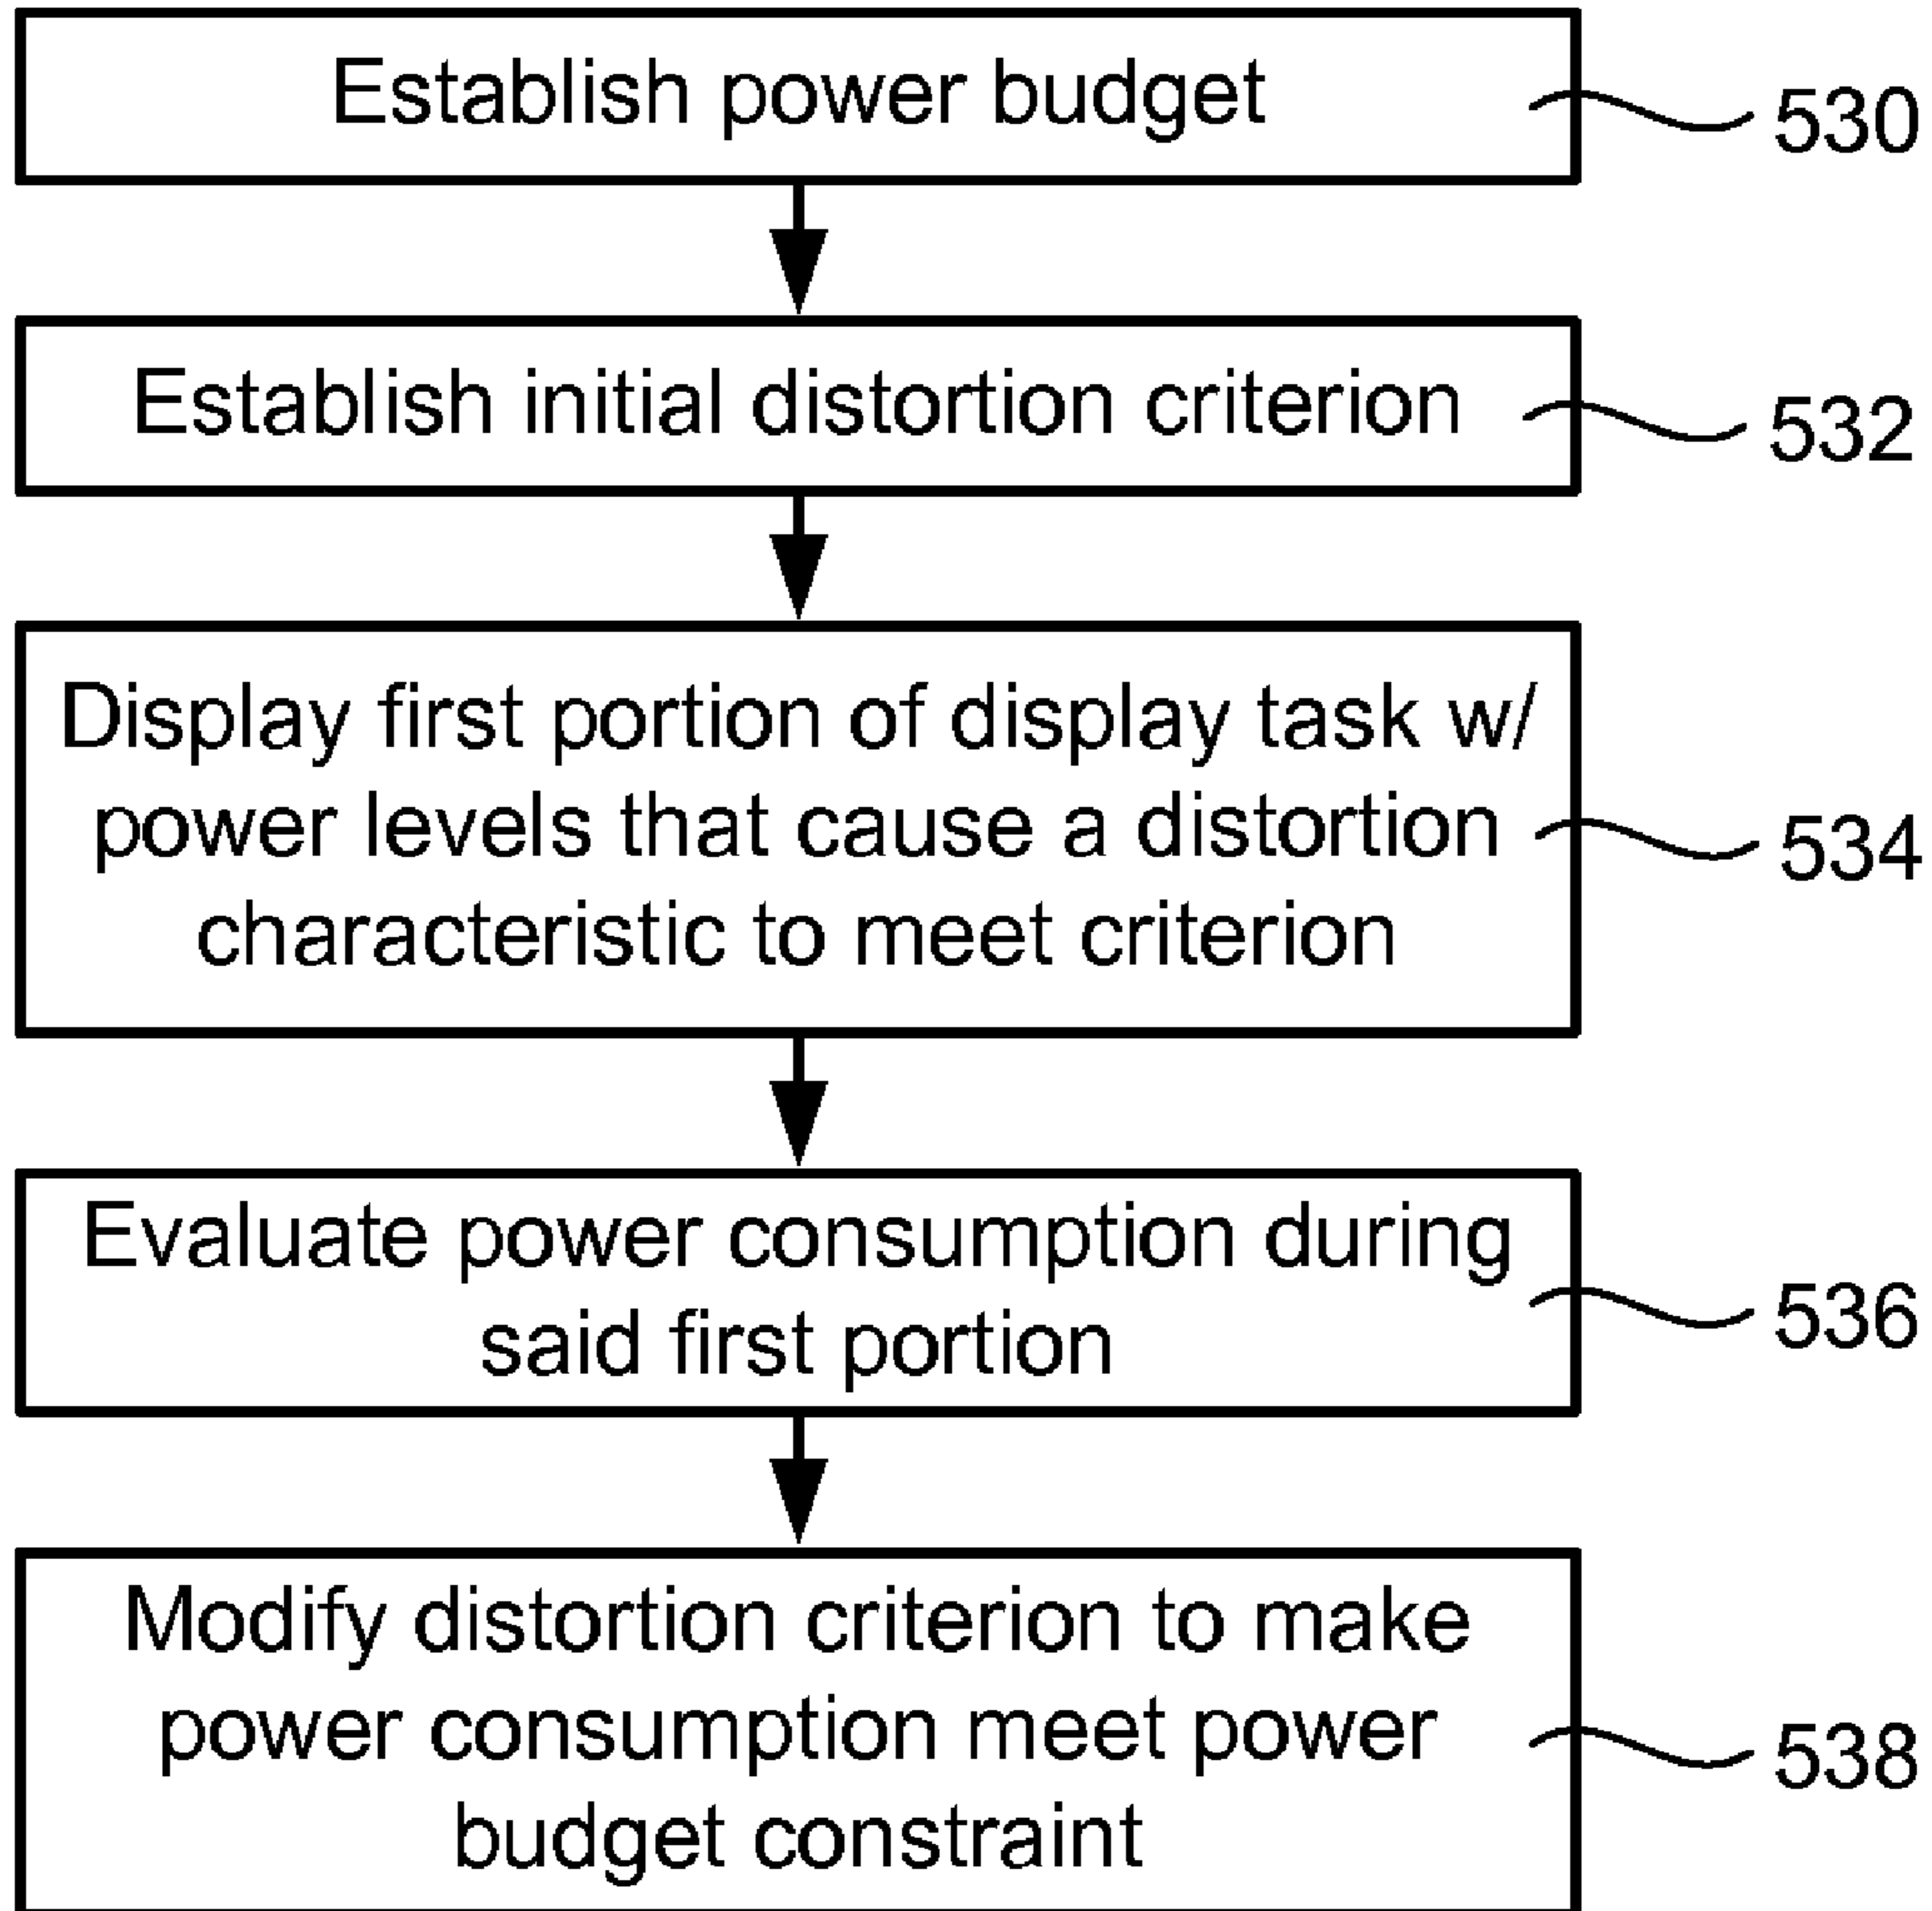 Establish power budget
530
Establish initial distortion criterion
532
Display first portion of display task w/
power levels that cause a distortion
characteristic to meet criterion
534
Evaluate power consumption during
said first portion
536
Modify distortion criterion to make
power consumption meet power
budget constraint
538